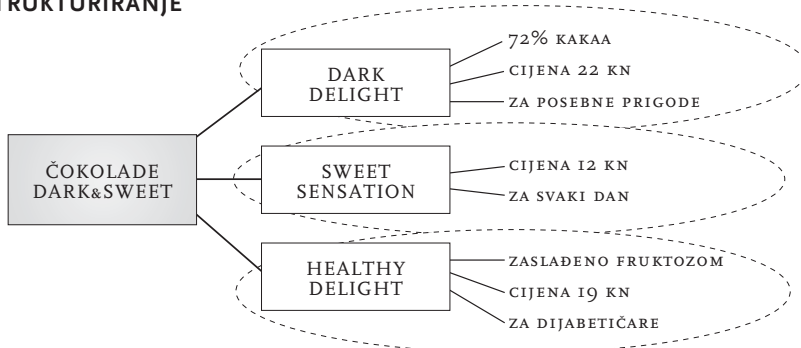 TRUKTURIRANJE
ČOKOLADE
DARK&SWEET
DARK
DELIGHT
72% KAKAA
CIJENA 22 KN
ZA POSEBNE PRIGODE
SWEET
SENSATION
CIJENA 12 KN
ZA SVAKI DAN
HEALTHY
DELIGHT
ZASLAĐENO FRUKTOZOM
CIJENA 19 KN
ZA DIJABETIČARE